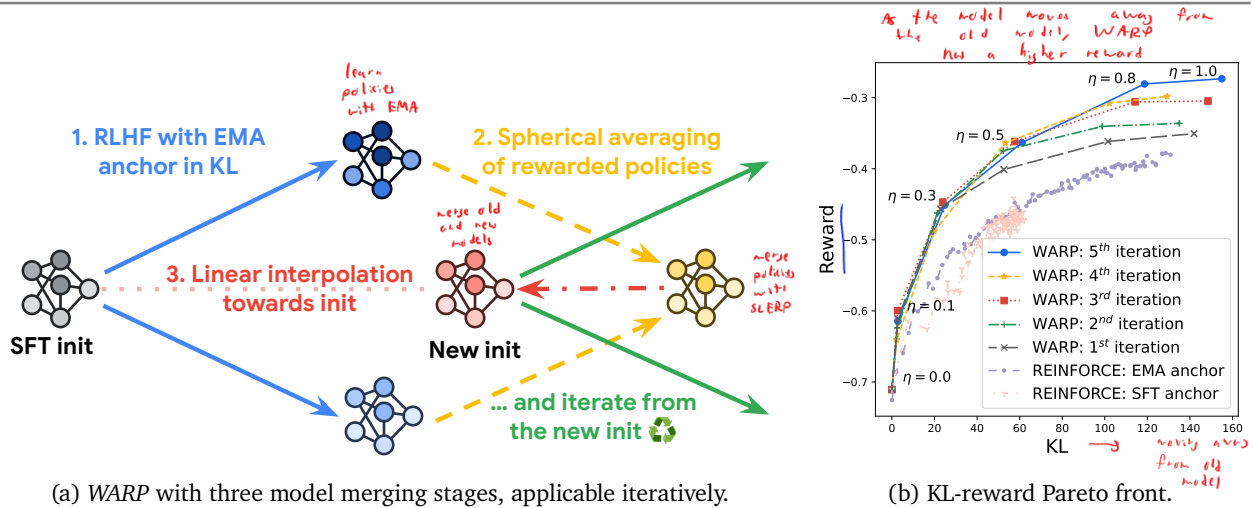 learn
policies
with EMA
1. RLHF with EMA
anchor in KL
2. Spherical averaging
of rewarded policies
merge old
and new
models
3. Linear interpolation
towards init
merge
policies
with
SLERP
SFT init
New init
... and iterate from
the new init ♻
(a) WARP with three model merging stages, applicable iteratively.
As the model moves away from
the old model, WARP
has a higher reward
η = 0.8
η = 1.0
−0.3
η = 0.5
−0.4
η = 0.3
Reward
−0.5
−0.6
η = 0.1
−0.7
η = 0.0
WARP: 5th iteration
WARP: 4th iteration
WARP: 3rd iteration
WARP: 2nd iteration
WARP: 1st iteration
REINFORCE: EMA anchor
REINFORCE: SFT anchor
0 20 40 60 80 100 120 140 160
KL → moving away
from old
model
(b) KL-reward Pareto front.